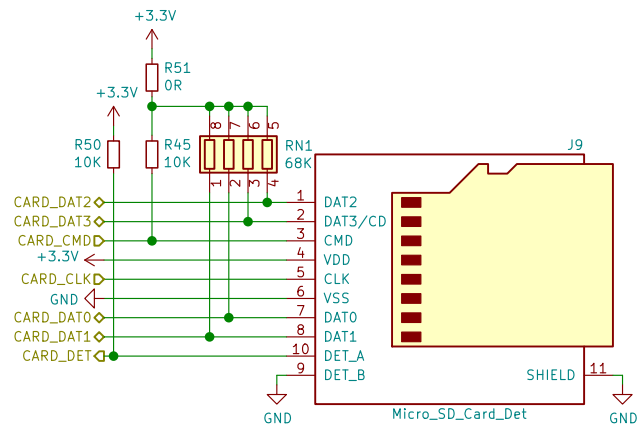 +3.3V
R51
0R
+3.3V
8 7 6 5
R50
10K
R45
10K
RN1
68K
J9
1 2 3 4
CARD_DAT2 1 DAT2
CARD_DAT3 2 DAT3/CD
CARD_CMD 3 CMD
+3.3V 4 VDD
CARD_CLK 5 CLK
GND 6 VSS
CARD_DAT0 7 DAT0
CARD_DAT1 8 DAT1
CARD_DET 10 DET_A
9 DET_B SHIELD 11
GND
Micro_SD_Card_Det
GND